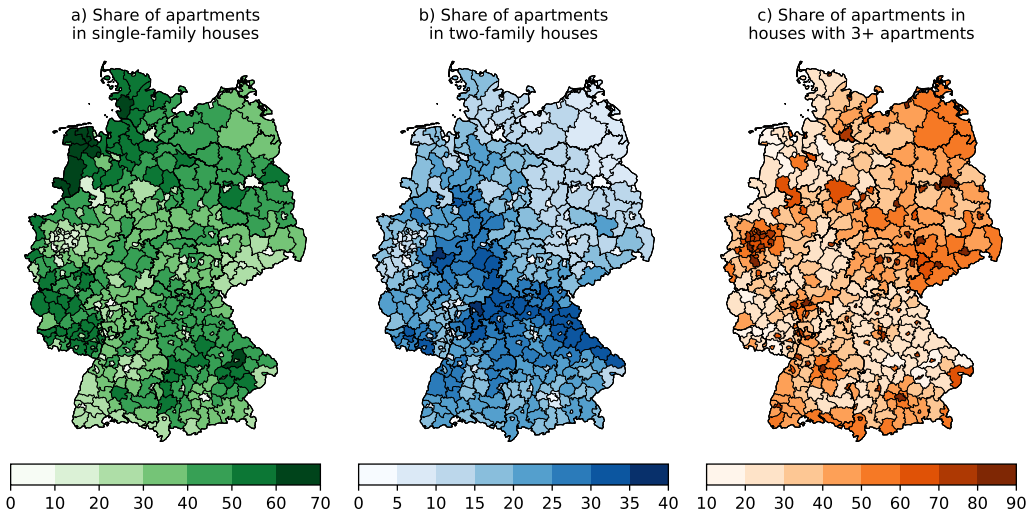 a) Share of apartments
in single-family houses
b) Share of apartments
in two-family houses
c) Share of apartments in
houses with 3+ apartments
0 10 20 30 40 50 60 70
0 5 10 15 20 25 30 35 40
10 20 30 40 50 60 70 80 90